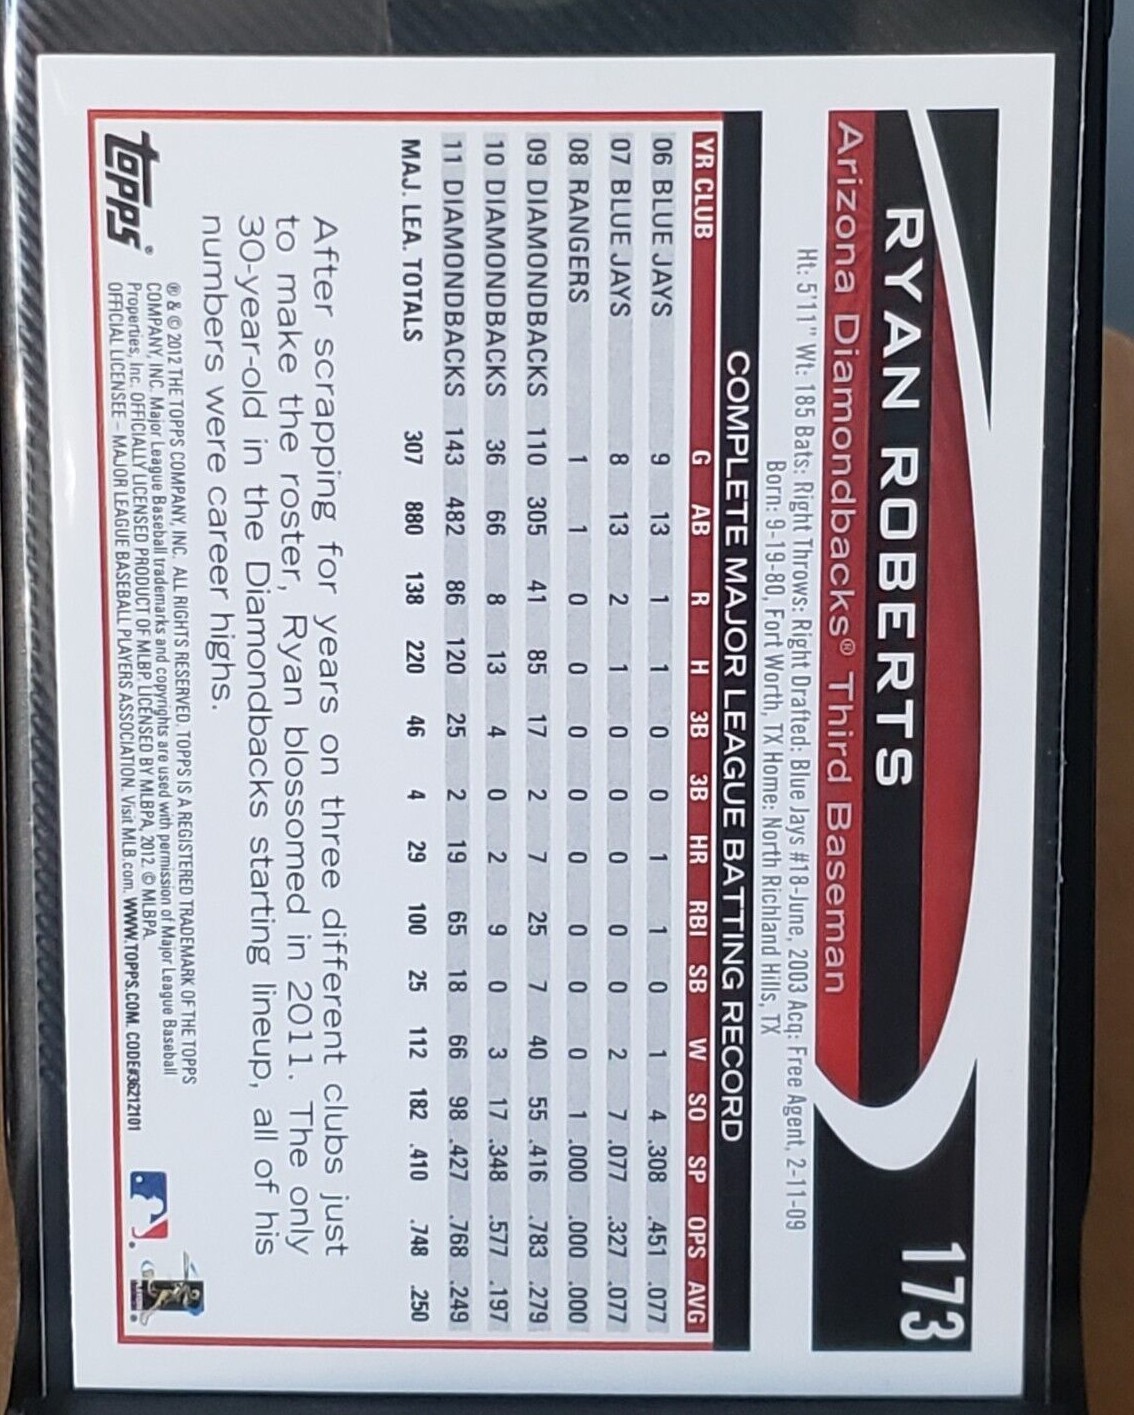 173
RYAN ROBERTS
Arizona Diamondbacks® Third Baseman
Ht: 5'11" Wt: 185 Bats: Right Throws: Right Drafted: Blue Jays #18-June, 2003 Acq: Free Agent, 2-11-09
Born: 9-19-80, Fort Worth, TX Home: North Richland Hills, TX
COMPLETE MAJOR LEAGUE BATTING RECORD
YR CLUB G AB R H 3B 3B HR RBI SB W SO SP OPS AVG
06 BLUE JAYS 9 13 1 1 0 0 1 1 0 1 4 .308 .451 .077
07 BLUE JAYS 8 13 2 1 0 0 0 0 0 2 7 .077 .327 .077
08 RANGERS 1 1 0 0 0 0 0 0 0 0 1 .000 .000 .000
09 DIAMONDBACKS 110 305 41 85 17 2 7 25 7 40 55 .416 .783 .279
10 DIAMONDBACKS 36 66 8 13 4 0 2 9 0 3 17 .348 .577 .197
11 DIAMONDBACKS 143 482 86 120 25 2 19 65 18 66 98 .427 .768 .249
MAJ. LEA. TOTALS 307 880 138 220 46 4 29 100 25 112 182 .410 .748 .250
After scrapping for years on three different clubs just
to make the roster, Ryan blossomed in 2011. The only
30-year-old in the Diamondbacks starting lineup, all of his
numbers were career highs.
topps®
® & © 2012 THE TOPPS COMPANY, INC. ALL RIGHTS RESERVED. TOPPS IS A REGISTERED TRADEMARK OF THE TOPPS
COMPANY, INC. Major League Baseball trademarks and copyrights are used with permission of Major League Baseball
Properties, Inc. OFFICIALLY LICENSED PRODUCT OF MLBP, LICENSED BY MLBPA, 2012. © MLBPA.
OFFICIAL LICENSEE – MAJOR LEAGUE BASEBALL PLAYERS ASSOCIATION. Visit MLB.com. WWW.TOPPS.COM. CODE#36212101